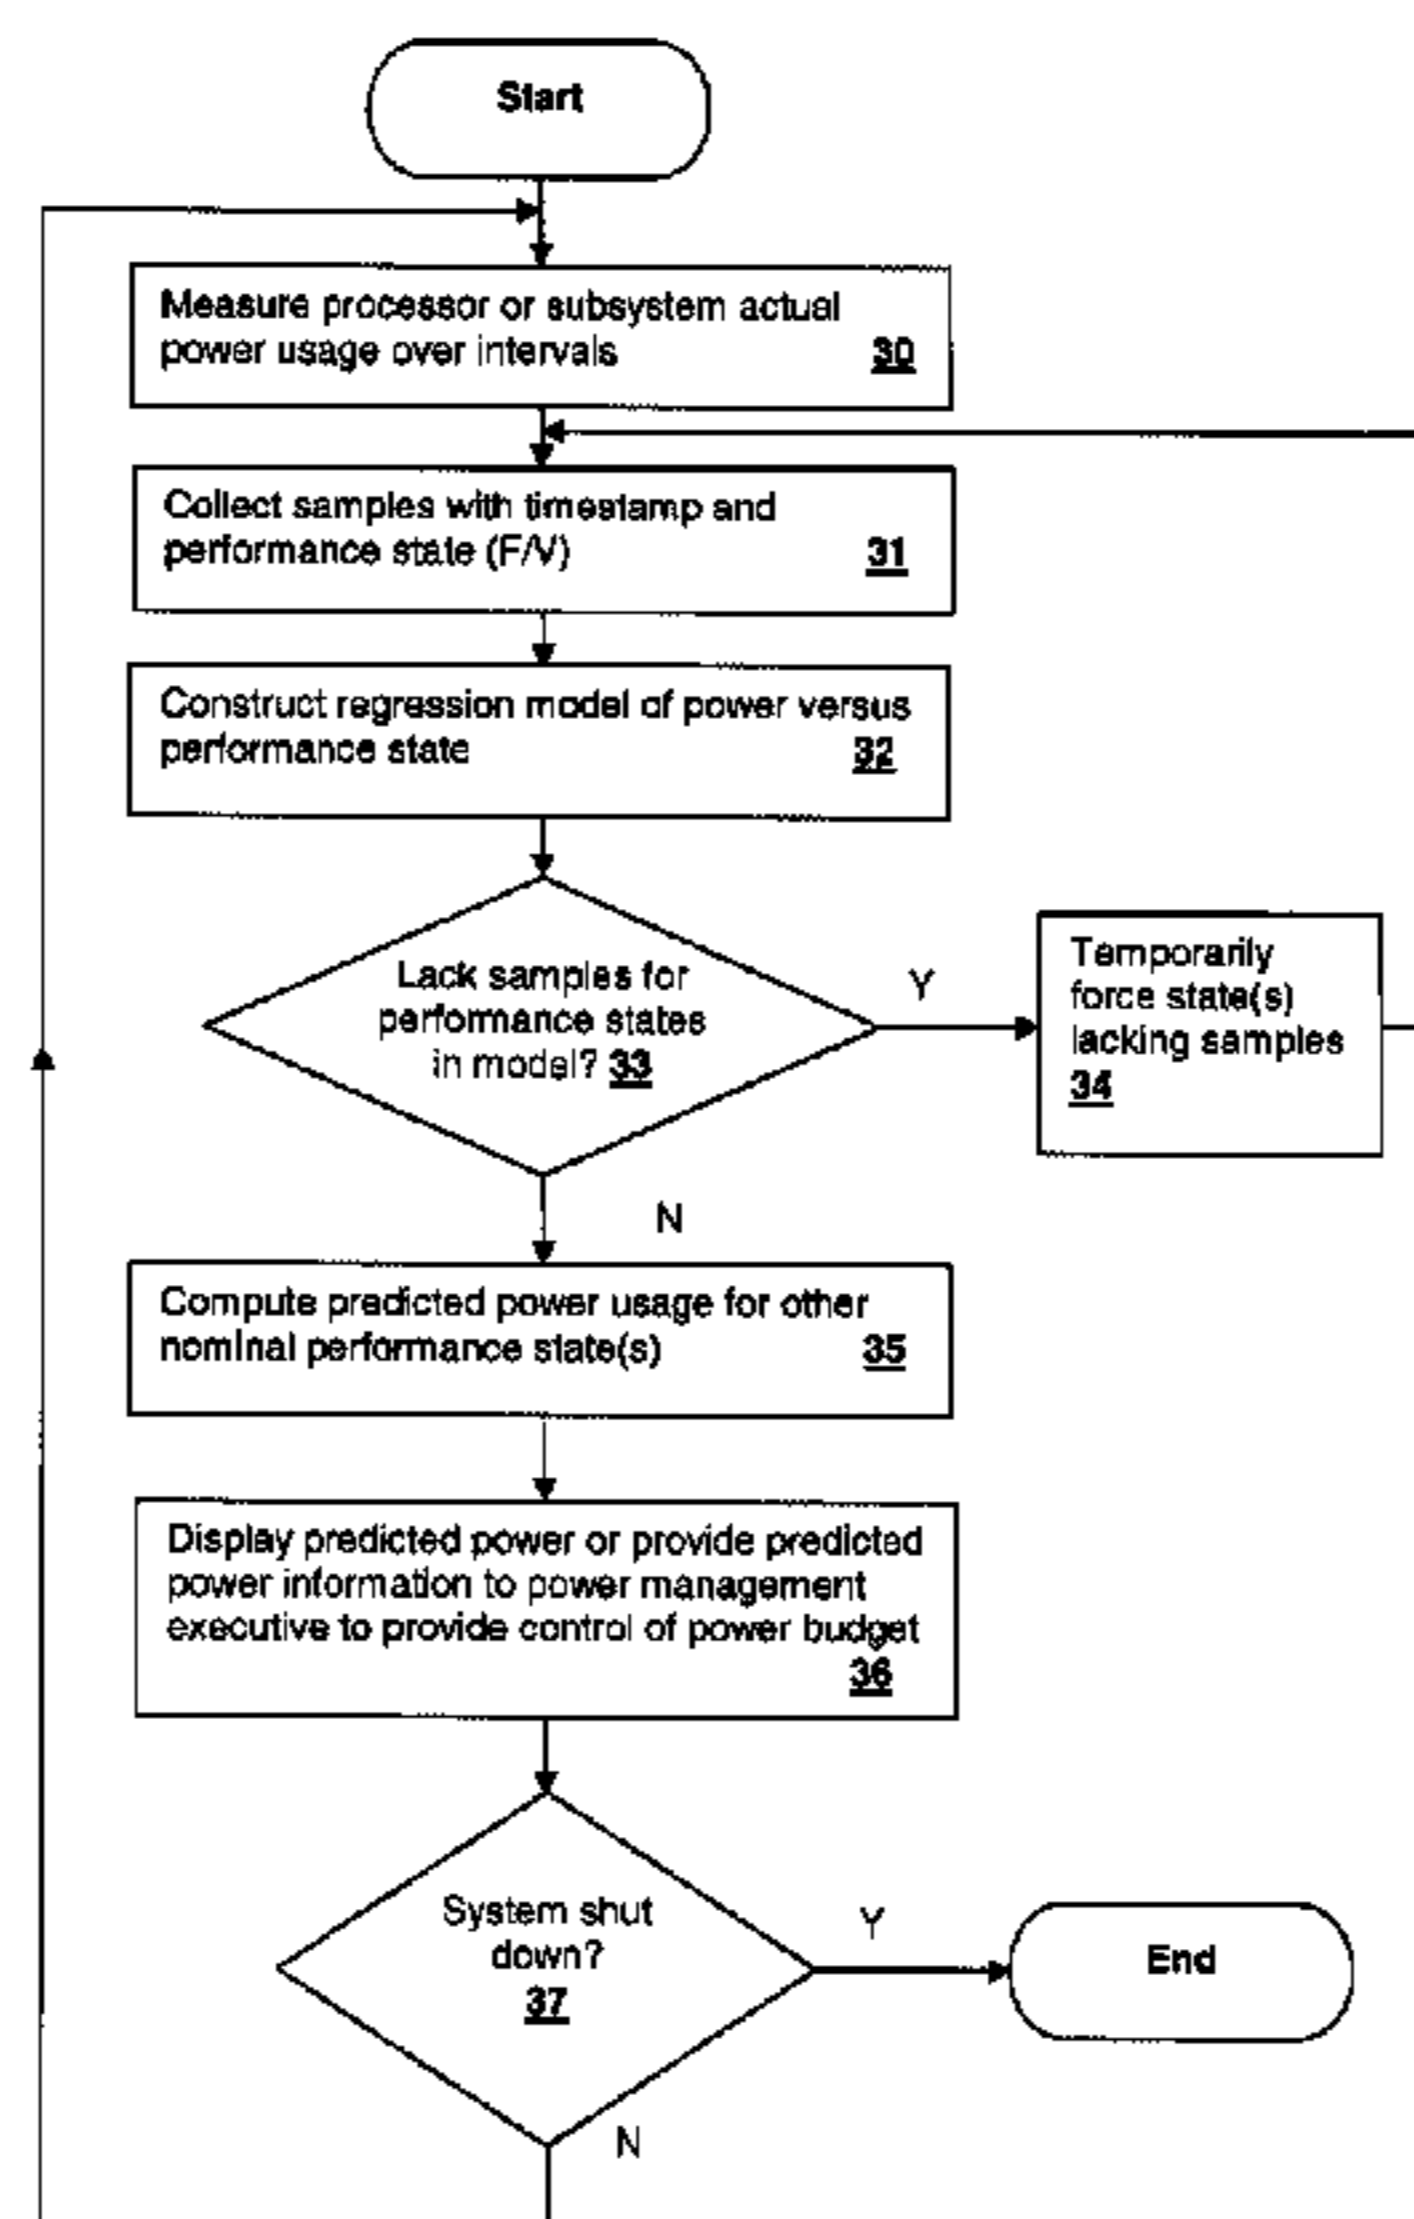 Start
Measure processor or subsystem actual
power usage over intervals 30
Collect samples with timestamp and
performance state (F/V) 31
Construct regression model of power versus
performance state 32
Lack samples for
performance states
in model? 33
Y
Temporarily
force state(s)
lacking samples
34
N
Compute predicted power usage for other
nominal performance state(s) 35
Display predicted power or provide predicted
power information to power management
executive to provide control of power budget
36
System shut
down?
37
Y
End
N